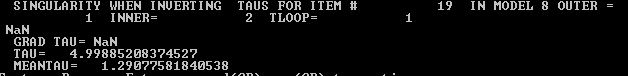 SINGULARITY WHEN INVERTING TAUS FOR ITEM # 19 IN MODEL 8 OUTER =
1 INNER= 2 TLOOP= 1
NaN
GRAD TAU= NaN
TAU= 4.99885208374527
MEANTAU= 1.29077581840538